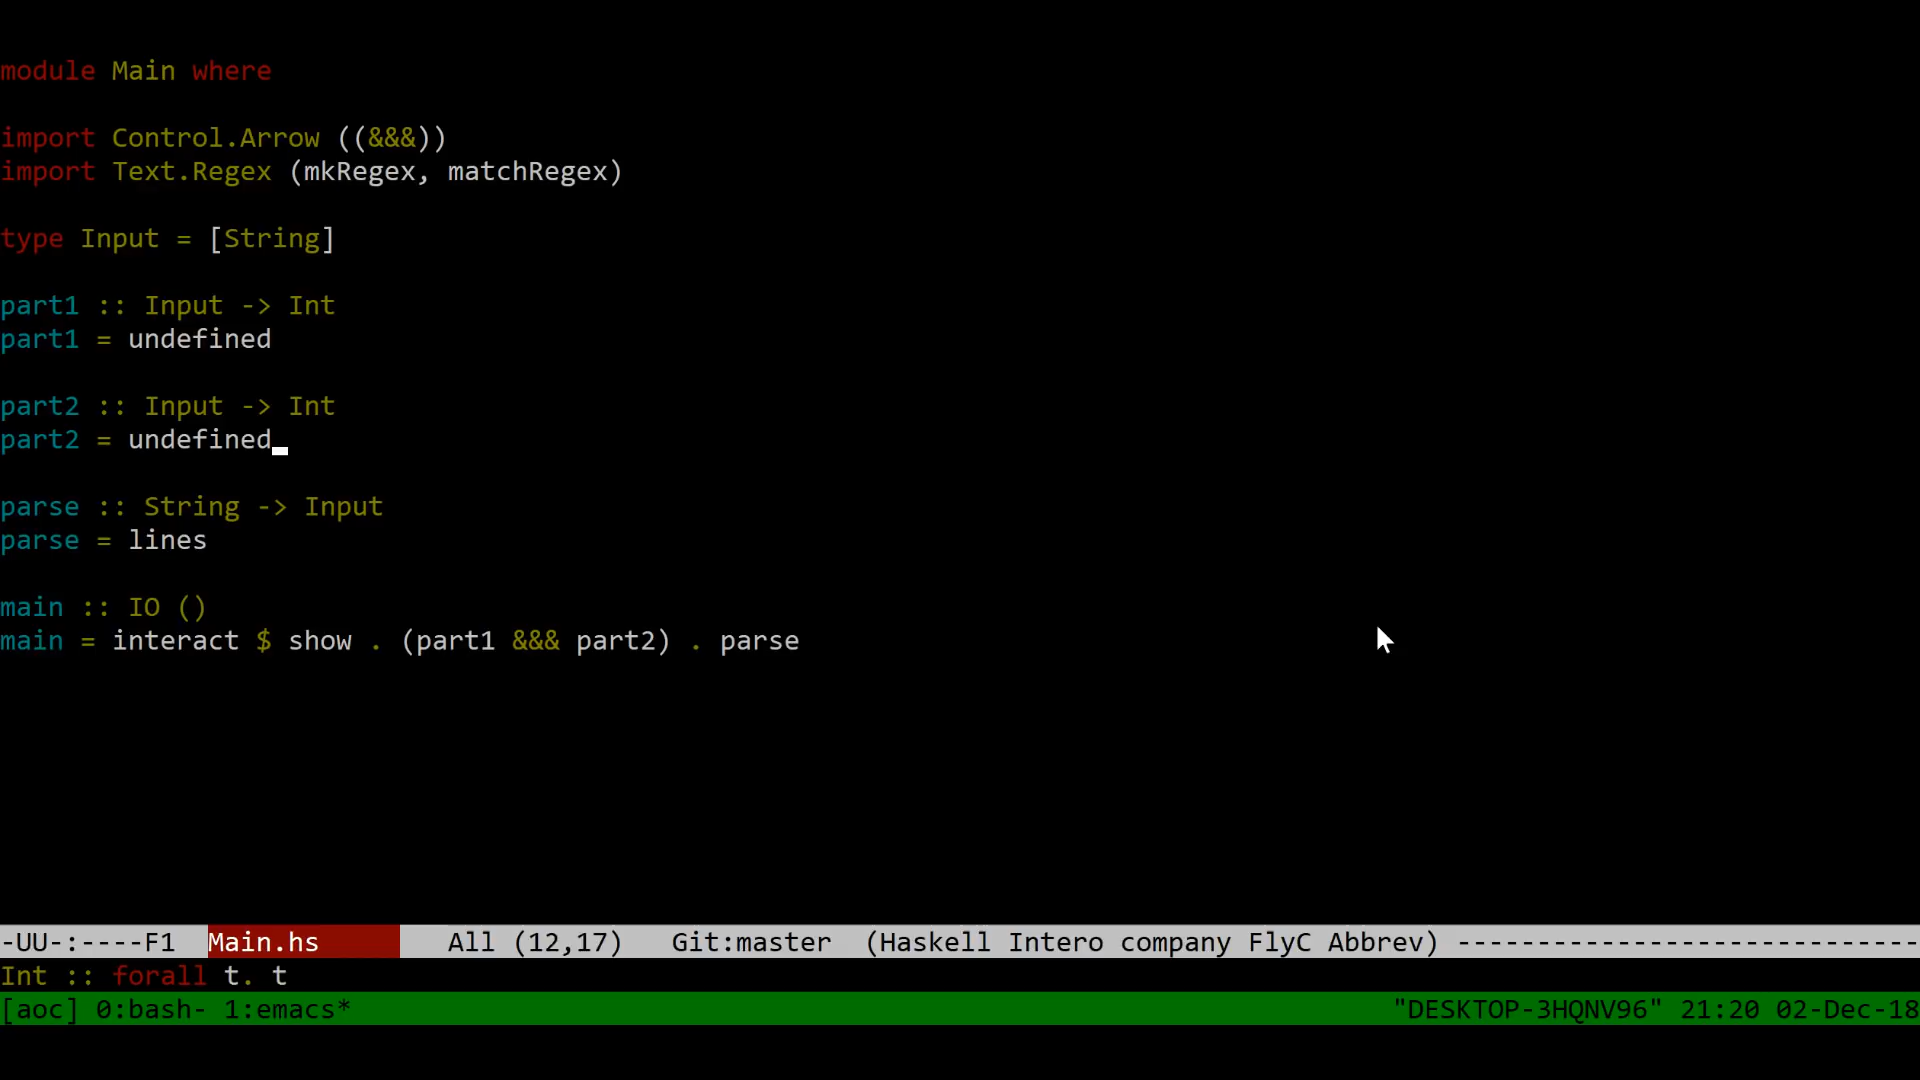 module Main where
import Control.Arrow ((&&&))
import Text.Regex (mkRegex, matchRegex)
type Input = [String]
part1 :: Input -> Int
part1 = undefined
part2 :: Input -> Int
part2 = undefined
parse :: String -> Input
parse = lines
main :: IO ()
main = interact $ show . (part1 &&& part2) . parse
-UU-:----F1  Main.hs        All (12,17)   Git:master  (Haskell Intero company FlyC Abbrev) -----------------------------
Int :: forall t. t
[aoc] 0:bash- 1:emacs* "DESKTOP-3HQNV96" 21:20 02-Dec-18